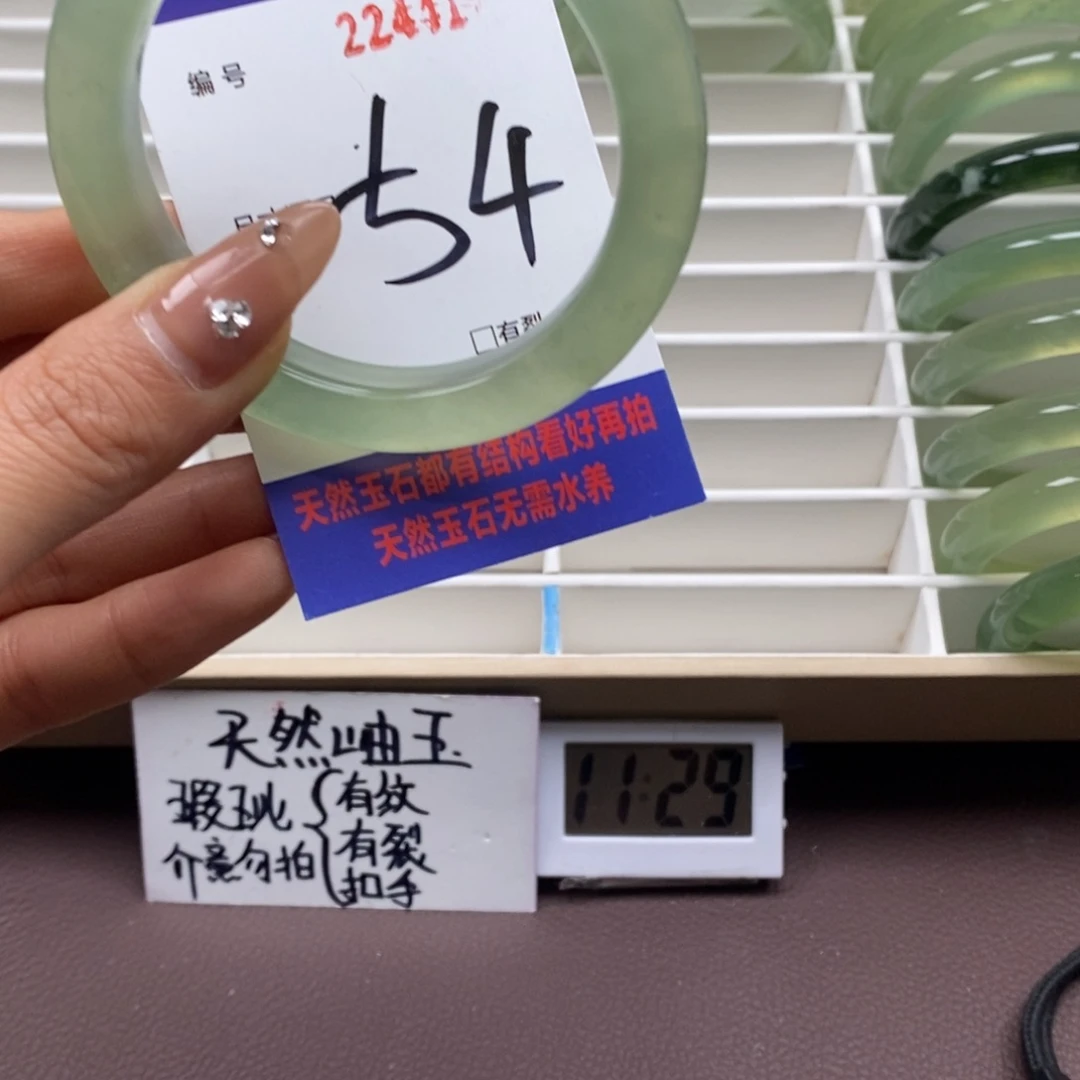 编号
54
□有裂
天然玉石都有结构看好再拍
天然玉石无需水养
天然岫玉
瑕玼 有纹
介意勿拍 有裂
扣手
11:29